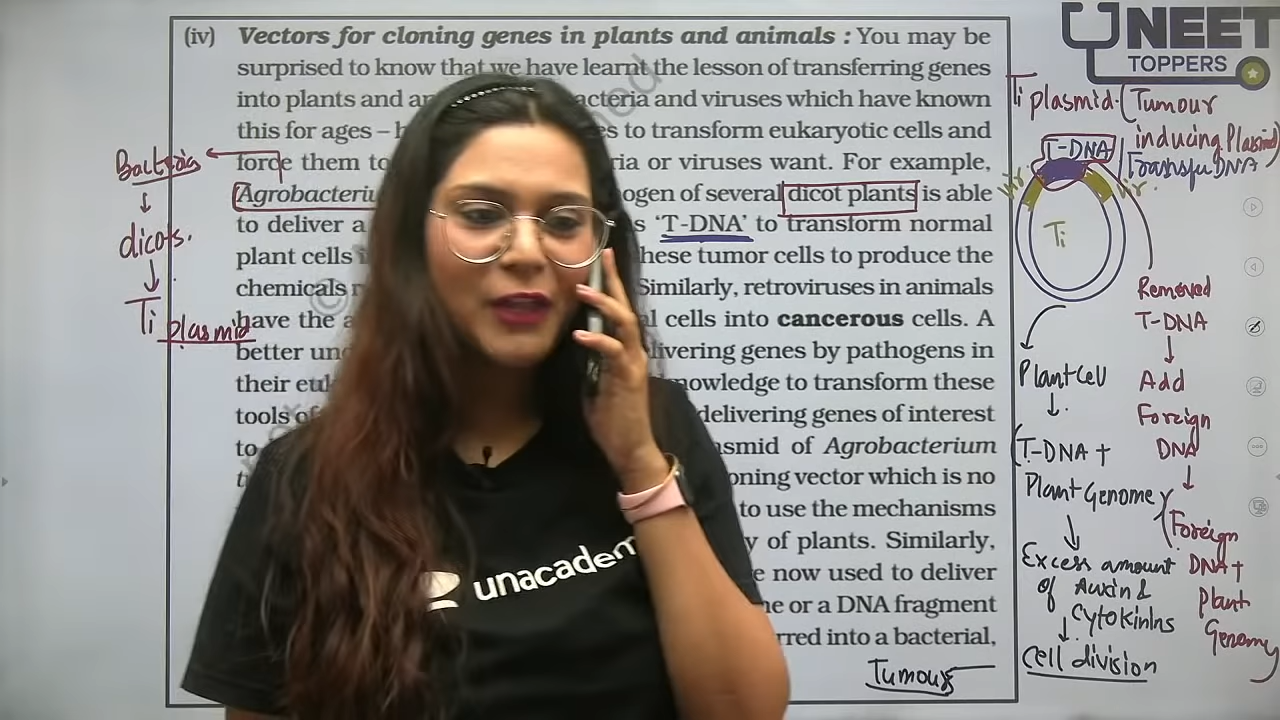 (iv) Vectors for cloning genes in plants and animals : You may be
surprised to know that we have learnt the lesson of transferring genes
into plants and an acteria and viruses which have known
this for ages – h es to transform eukaryotic cells and
force them to ria or viruses want. For example,
Agrobacteriu ogen of several dicot plants is able
to deliver a s ‘T-DNA’ to transform normal
plant cells i hese tumor cells to produce the
chemicals r Similarly, retroviruses in animals
have the a al cells into cancerous cells. A
better und livering genes by pathogens in
their euk nowledge to transform these
tools of delivering genes of interest
to smid of Agrobacterium
t oning vector which is no
to use the mechanisms
y of plants. Similarly,
e now used to deliver
ne or a DNA fragment
rred into a bacterial,
Tumour
Bacteria
dicots.
Ti plasmid
NEET
TOPPERS
Ti plasmid-(Tumour
inducing Plasmid)
T-DNA
Transfer DNA
Ti
Plant Cell
T-DNA +
Plant Genome
Excess amount
of Auxin &
Cytokinins
cell division
Removed
T-DNA
Add
Foreign
DNA
(Foreign
DNA +
Plant
Genome)
unacadem